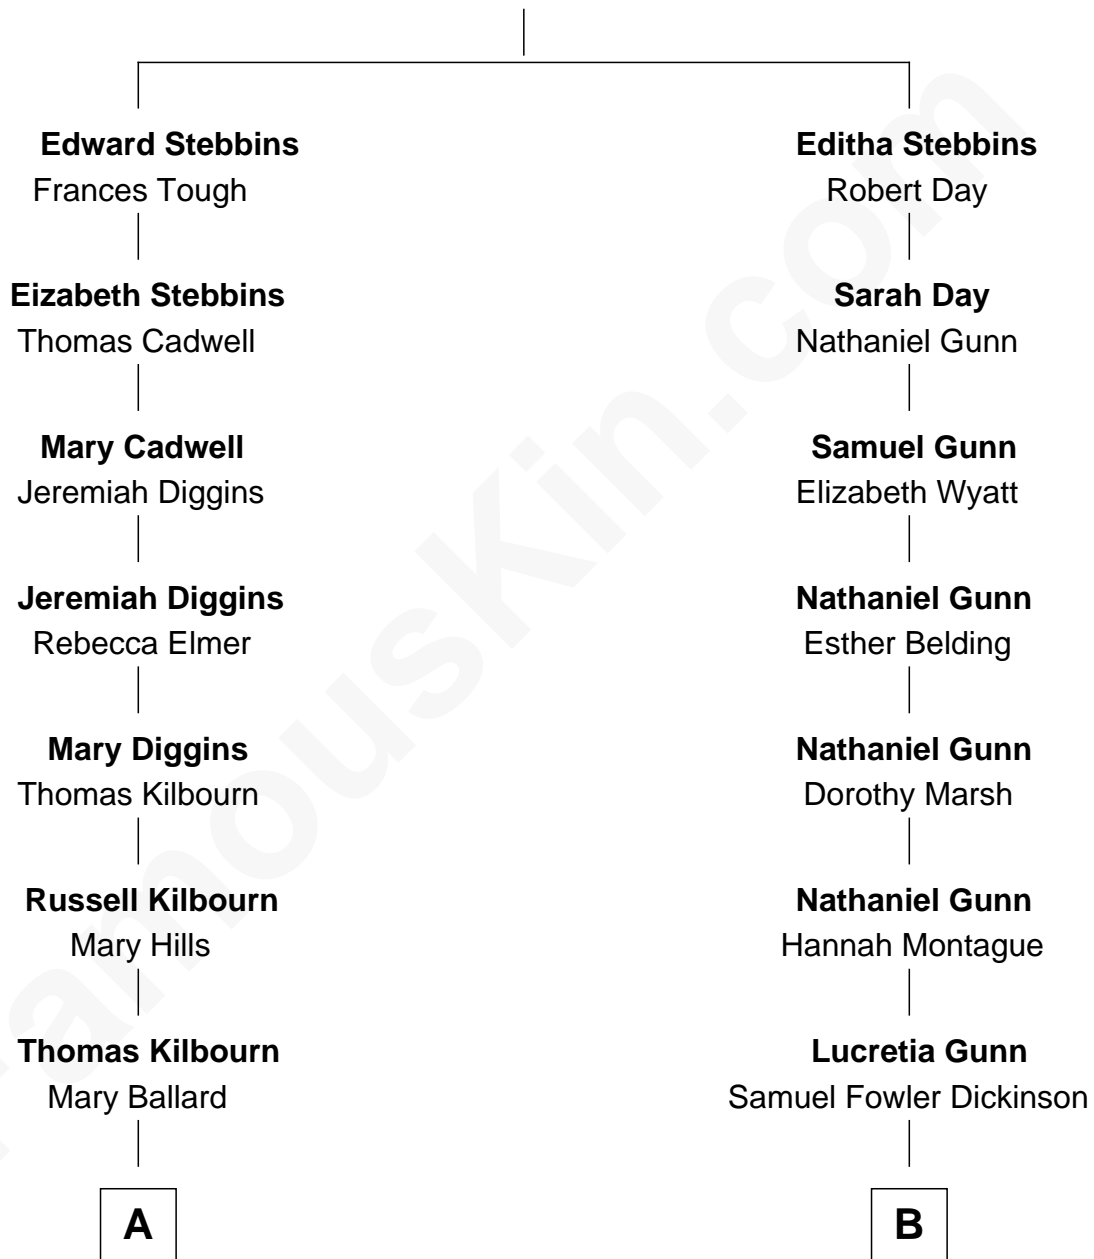 Edward Stebbins
Frances Tough
Editha Stebbins
Robert Day
Eizabeth Stebbins
Thomas Cadwell
Sarah Day
Nathaniel Gunn
Mary Cadwell
Jeremiah Diggins
Samuel Gunn
Elizabeth Wyatt
Jeremiah Diggins
Rebecca Elmer
Nathaniel Gunn
Esther Belding
Mary Diggins
Thomas Kilbourn
Nathaniel Gunn
Dorothy Marsh
Russell Kilbourn
Mary Hills
Nathaniel Gunn
Hannah Montague
Thomas Kilbourn
Mary Ballard
Lucretia Gunn
Samuel Fowler Dickinson
A
B
FamousKin.com